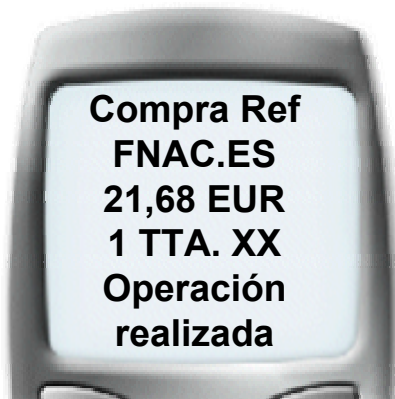 Compra Ref
FNAC.ES
21,68 EUR
1 TTA. XX
Operación
realizada